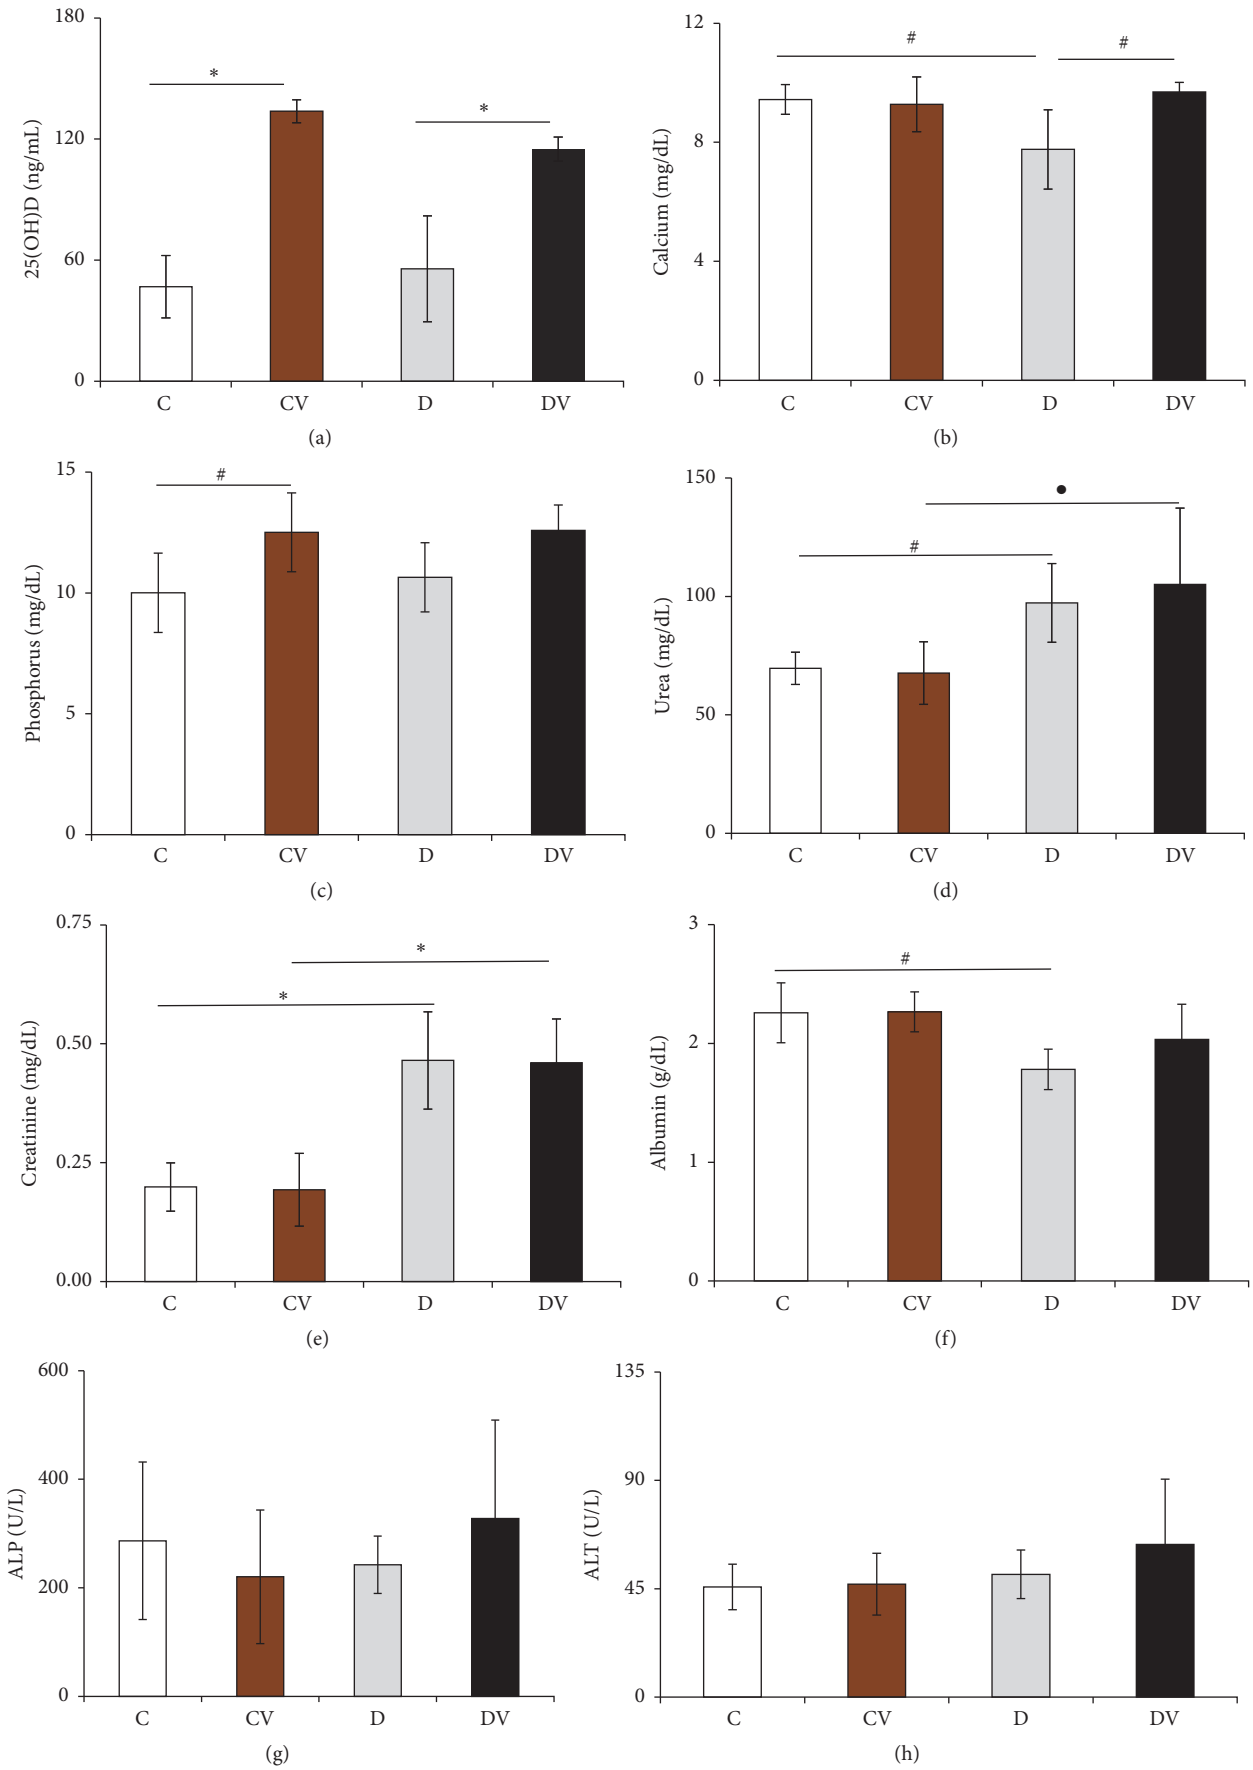 180
120
60
0
25(OH)D (ng/mL)
*
*
C CV D DV
(a)
12
8
4
0
Calcium (mg/dL)
#
#
C CV D DV
(b)
15
10
5
0
Phosphorus (mg/dL)
#
C CV D DV
(c)
150
100
50
0
Urea (mg/dL)
●
#
C CV D DV
(d)
0.75
0.50
0.25
0.00
Creatinine (mg/dL)
*
*
C CV D DV
(e)
3
2
1
0
Albumin (g/dL)
#
C CV D DV
(f)
600
400
200
0
ALP (U/L)
C CV D DV
(g)
135
90
45
0
ALT (U/L)
C CV D DV
(h)